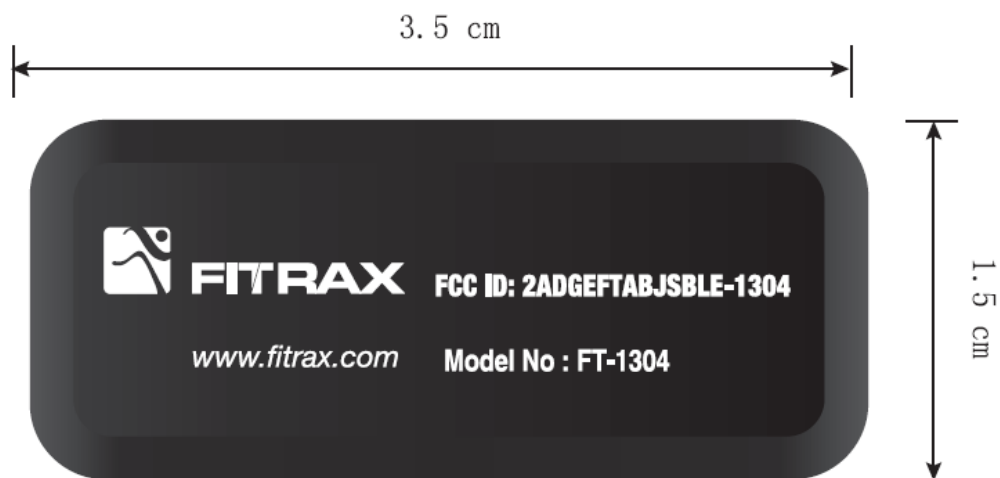 3.5 cm
FITRAX FCC ID: 2ADGEFTABJSBLE-1304
www.fitrax.com Model No : FT-1304
1.5 cm